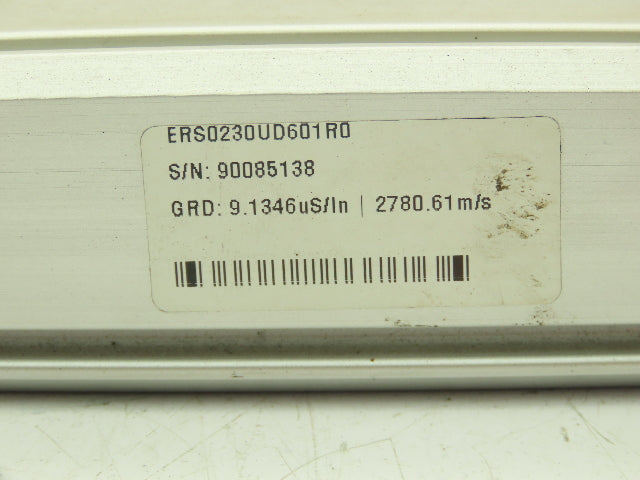 ERS0230UD601R0
S/N: 90085138
GRD: 9.1346uS/In | 2780.61m/s